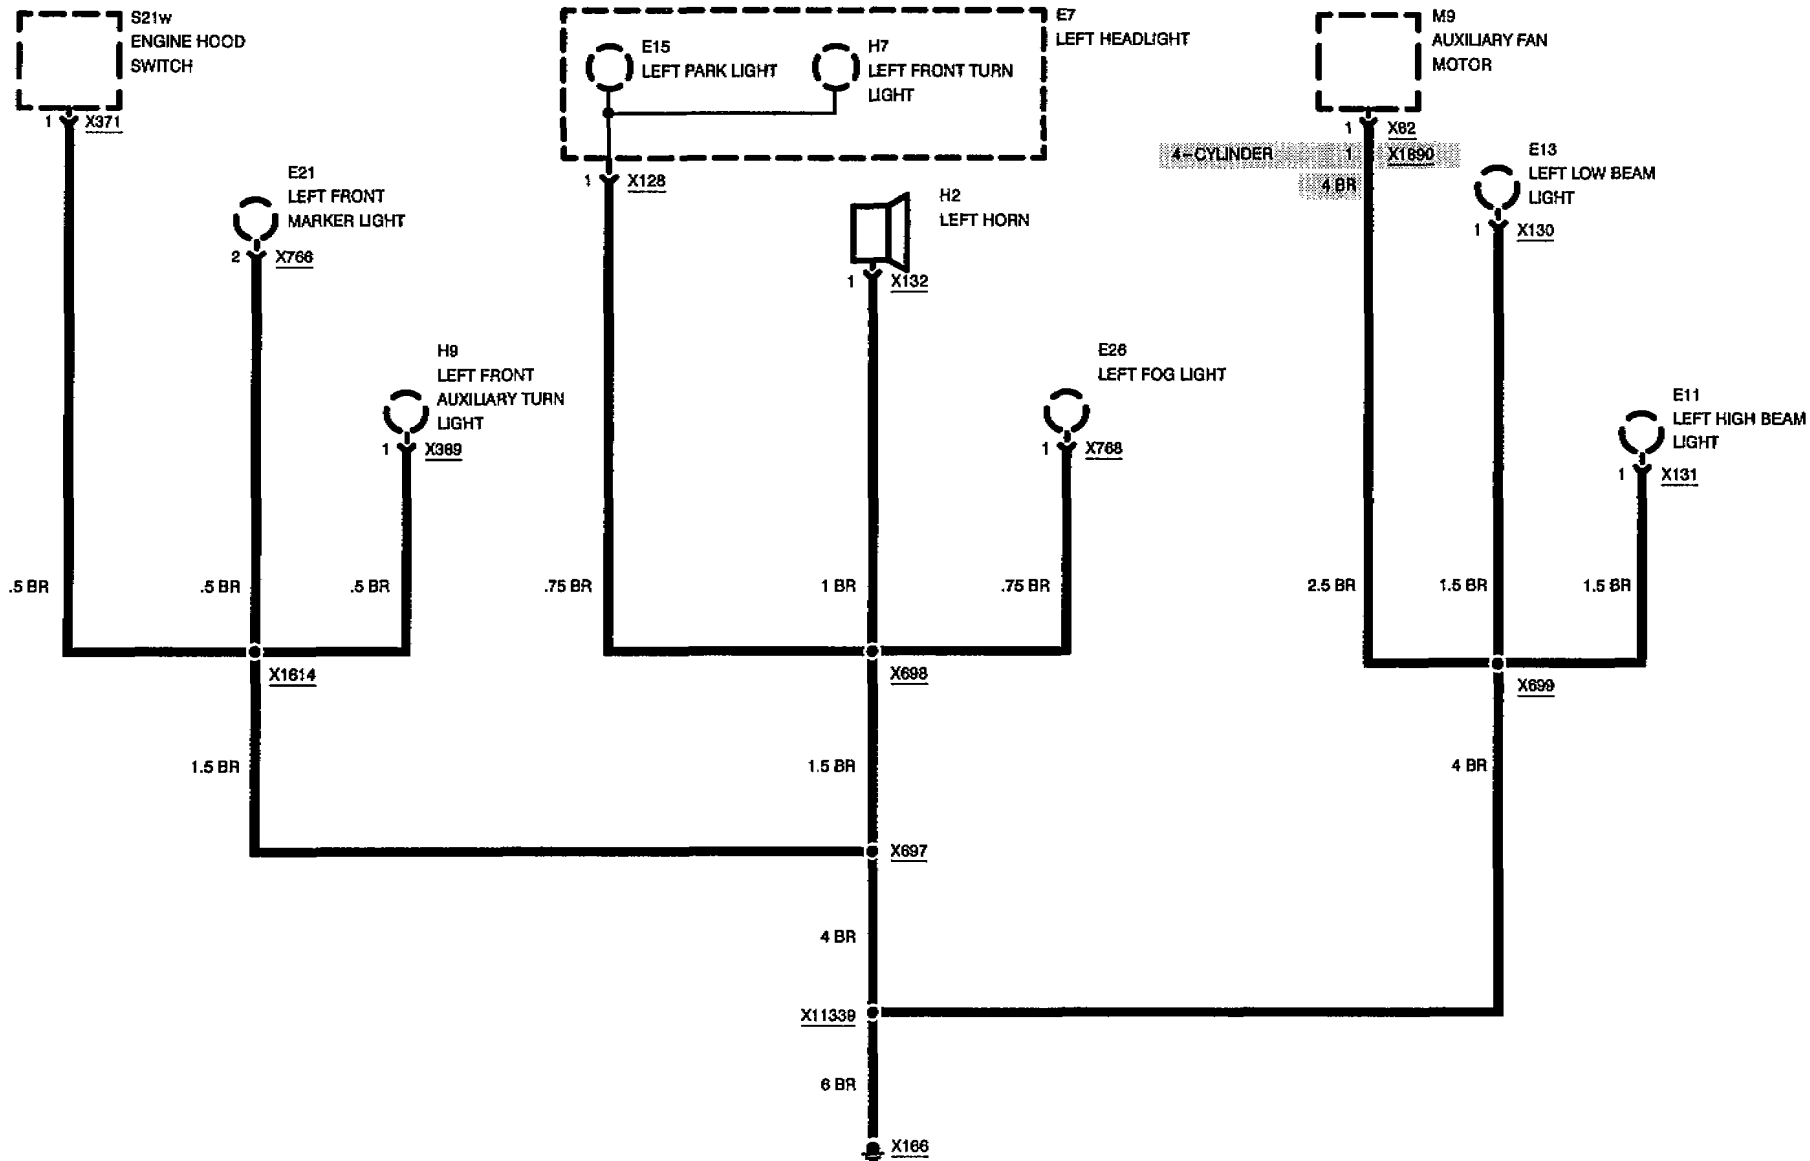 S21w
ENGINE HOOD
SWITCH
1
X371
E7
LEFT HEADLIGHT
E15
LEFT PARK LIGHT
H7
LEFT FRONT TURN
LIGHT
1
X128
M9
AUXILIARY FAN
MOTOR
1
X82
4-CYLINDER
1
X1890
4 BR
E13
LEFT LOW BEAM
LIGHT
1
X130
E21
LEFT FRONT
MARKER LIGHT
2
X766
H2
LEFT HORN
1
X132
H9
LEFT FRONT
AUXILIARY TURN
LIGHT
1
X389
E26
LEFT FOG LIGHT
1
X768
E11
LEFT HIGH BEAM
LIGHT
1
X131
.5 BR
.5 BR
.5 BR
.75 BR
1 BR
.75 BR
2.5 BR
1.5 BR
1.5 BR
X1614
X698
X699
1.5 BR
1.5 BR
4 BR
X697
4 BR
X11339
6 BR
X166